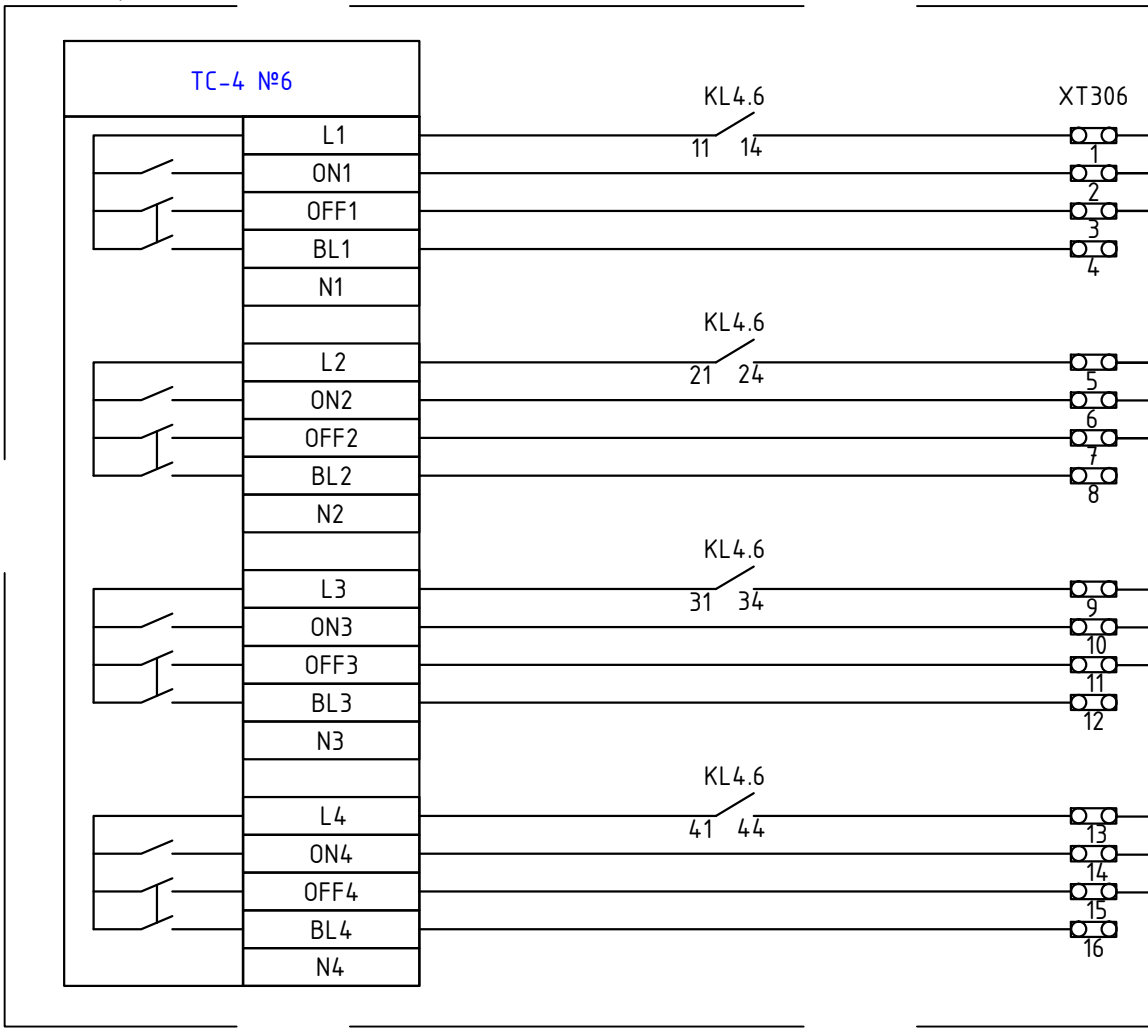 ТС-4 №6
KL4.6
XT306
L1
11 14
1
ON1
2
OFF1
3
BL1
4
N1
KL4.6
L2
21 24
5
ON2
6
OFF2
7
BL2
8
N2
KL4.6
L3
31 34
9
ON3
10
OFF3
11
BL3
12
N3
KL4.6
L4
41 44
13
ON4
14
OFF4
15
BL4
16
N4